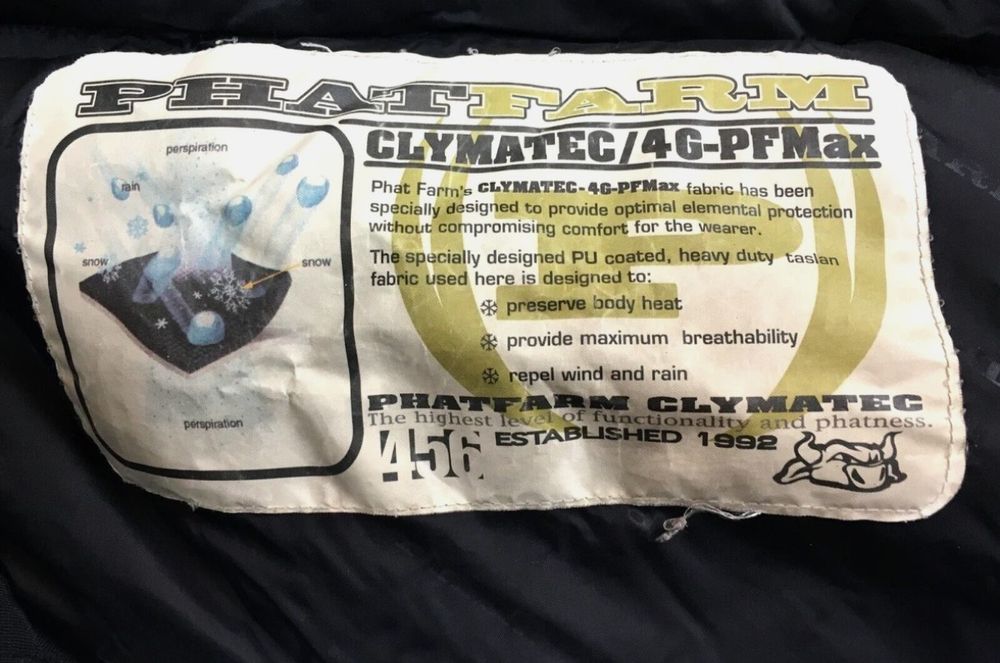 PHATFARM
perspiration
rain
snow
snow
perspiration
CLYMATEC/4G-PFMax
Phat Farm's CLYMATEC-4G-PFMax fabric has been
specially designed to provide optimal elemental protection
without compromising comfort for the wearer.
The specially designed PU coated, heavy duty taslan
fabric used here is designed to:
preserve body heat
provide maximum breathability
repel wind and rain
PHATFARM CLYMATEC
The highest level of functionality and phatness.
456 ESTABLISHED 1992